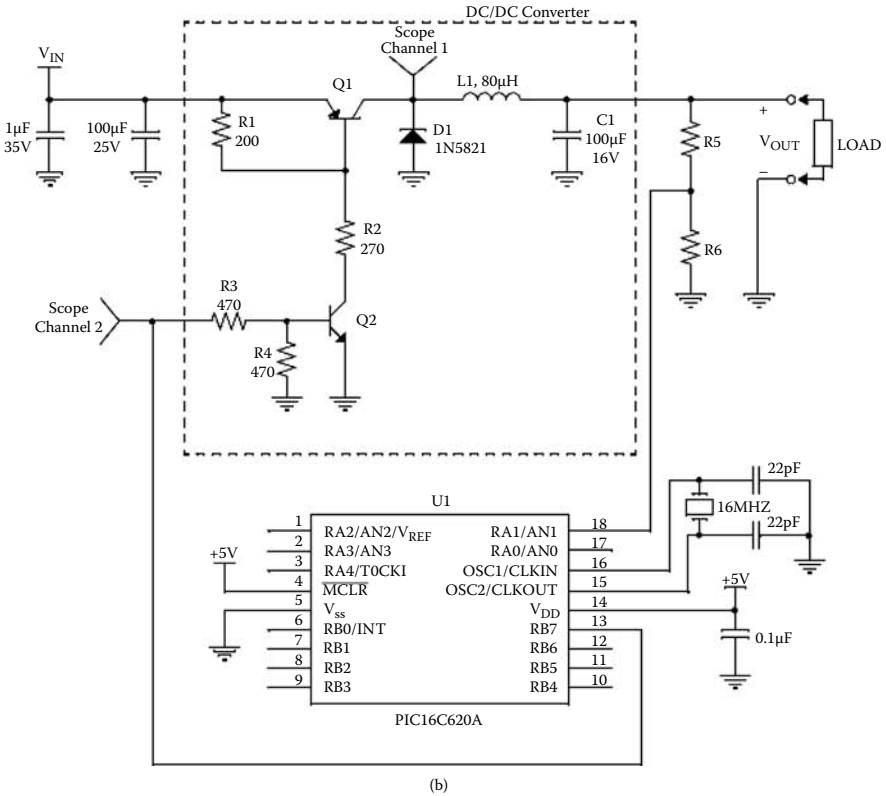 DC/DC Converter
Scope
Channel 1
V_IN
Q1
L1, 80µH
1µF
35V
100µF
25V
R1
200
D1
1N5821
C1
100µF
16V
R5
+
V_OUT
−
LOAD
R2
270
R6
Scope
Channel 2
R3
470
Q2
R4
470
22pF
16MHZ
22pF
U1
1 RA2/AN2/V_REF RA1/AN1 18
2 RA3/AN3 RA0/AN0 17
3 RA4/T0CKI OSC1/CLKIN 16
+5V
4 MCLR OSC2/CLKOUT 15
+5V
5 V_ss V_DD 14
6 RB0/INT RB7 13
0.1µF
7 RB1 RB6 12
8 RB2 RB5 11
9 RB3 RB4 10
PIC16C620A
(b)